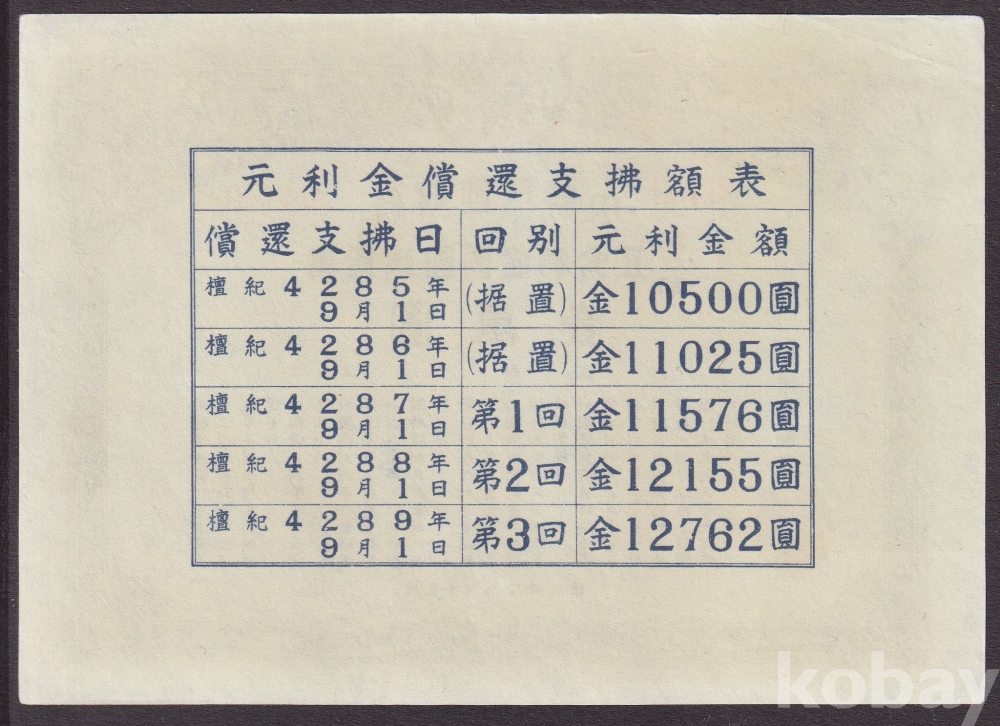 元利金償還支拂額表
償還支拂日 回別 元利金額
檀紀4285年9月1日 (据置) 金10500圓
檀紀4286年9月1日 (据置) 金11025圓
檀紀4287年9月1日 第1回 金11576圓
檀紀4288年9月1日 第2回 金12155圓
檀紀4289年9月1日 第3回 金12762圓
kobay